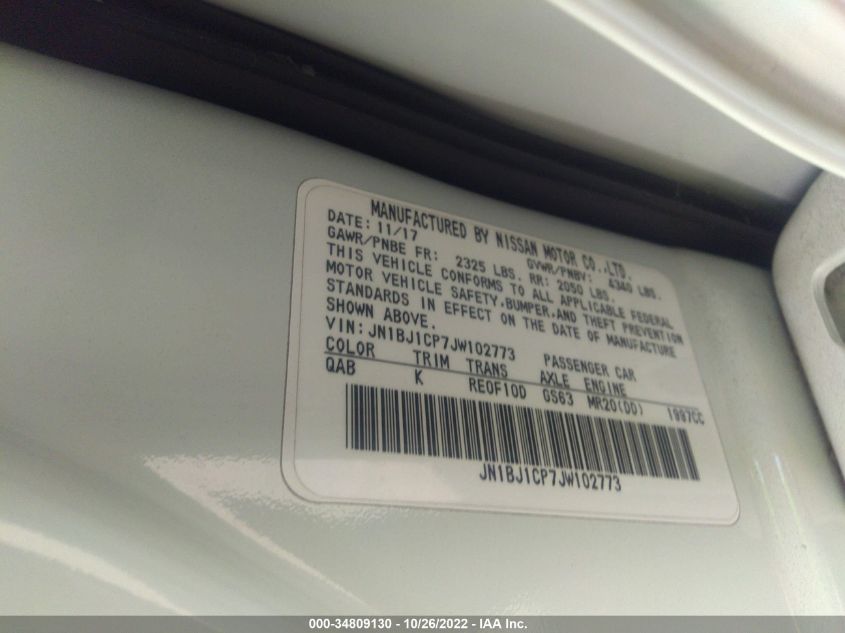 MANUFACTURED BY NISSAN MOTOR CO.,LTD.
DATE: 11/17 GVWR/PNBV: 4340 LBS.
GAWR/PNBE FR: 2325 LBS. RR: 2050 LBS.
THIS VEHICLE CONFORMS TO ALL APPLICABLE FEDERAL
MOTOR VEHICLE SAFETY,BUMPER,AND THEFT PREVENTION
STANDARDS IN EFFECT ON THE DATE OF MANUFACTURE
SHOWN ABOVE.
VIN: JN1BJ1CP7JW102773 PASSENGER CAR
COLOR TRIM TRANS AXLE ENGINE
QAB K RE0F10D GS63 MR20(DD) 1997CC
JN1BJ1CP7JW102773
000-34809130 - 10/26/2022 - IAA Inc.